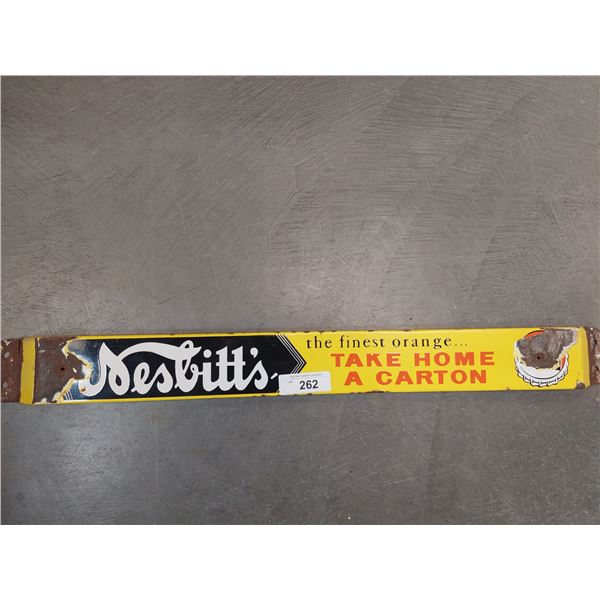 Nesbitt's
the finest orange...
TAKE HOME
A CARTON
262